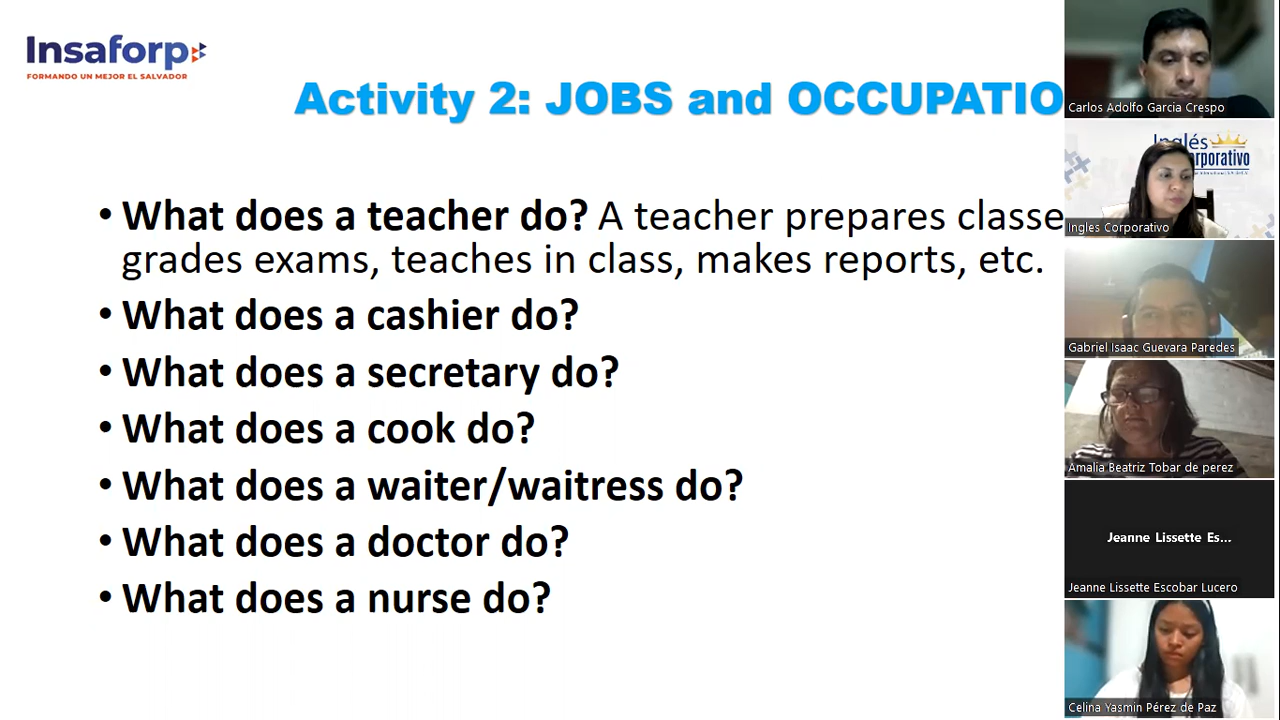 Insaforp
FORMANDO UN MEJOR EL SALVADOR
Activity 2: JOBS and OCCUPATIO
• What does a teacher do? A teacher prepares classe
grades exams, teaches in class, makes reports, etc.
• What does a cashier do?
• What does a secretary do?
• What does a cook do?
• What does a waiter/waitress do?
• What does a doctor do?
• What does a nurse do?
Carlos Adolfo Garcia Crespo
Inglés
orporativo
Ingles Corporativo
Gabriel Isaac Guevara Paredes
Amalia Beatriz Tobar de perez
Jeanne Lissette Es...
Jeanne Lissette Escobar Lucero
Celina Yasmin Pérez de Paz